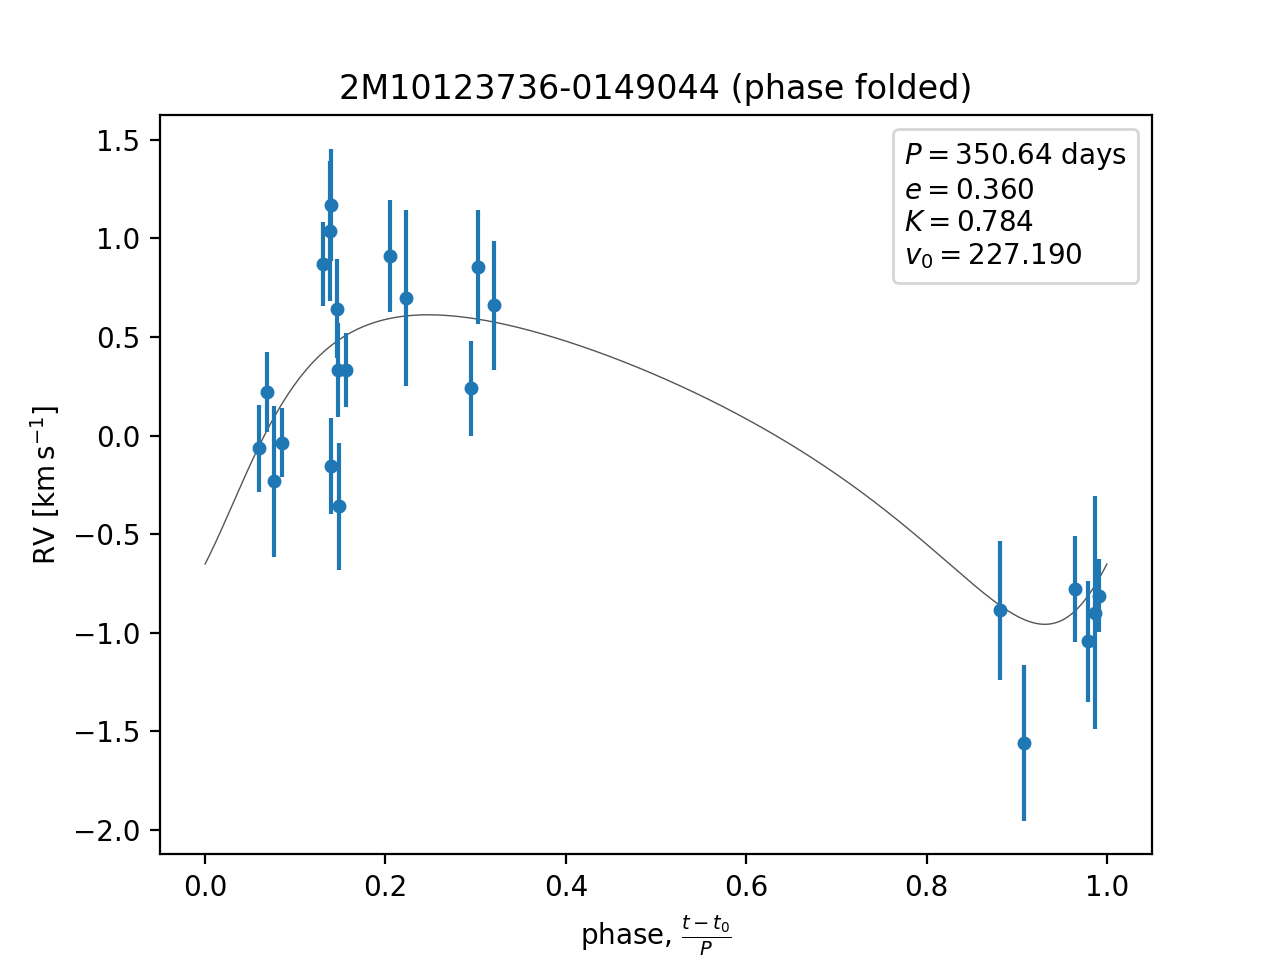 2M10123736-0149044 (phase folded)
P = 350.64 days
e = 0.360
K = 0.784
v₀ = 227.190
1.5
1.0
0.5
0.0
−0.5
−1.0
−1.5
−2.0
RV [km s⁻¹]
0.0 0.2 0.4 0.6 0.8 1.0
phase, (t − t₀)/P